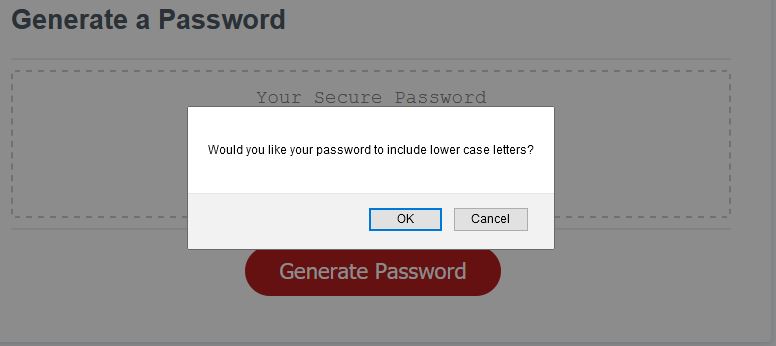 Generate a Password
Your Secure Password
Would you like your password to include lower case letters?
OK
Cancel
Generate Password